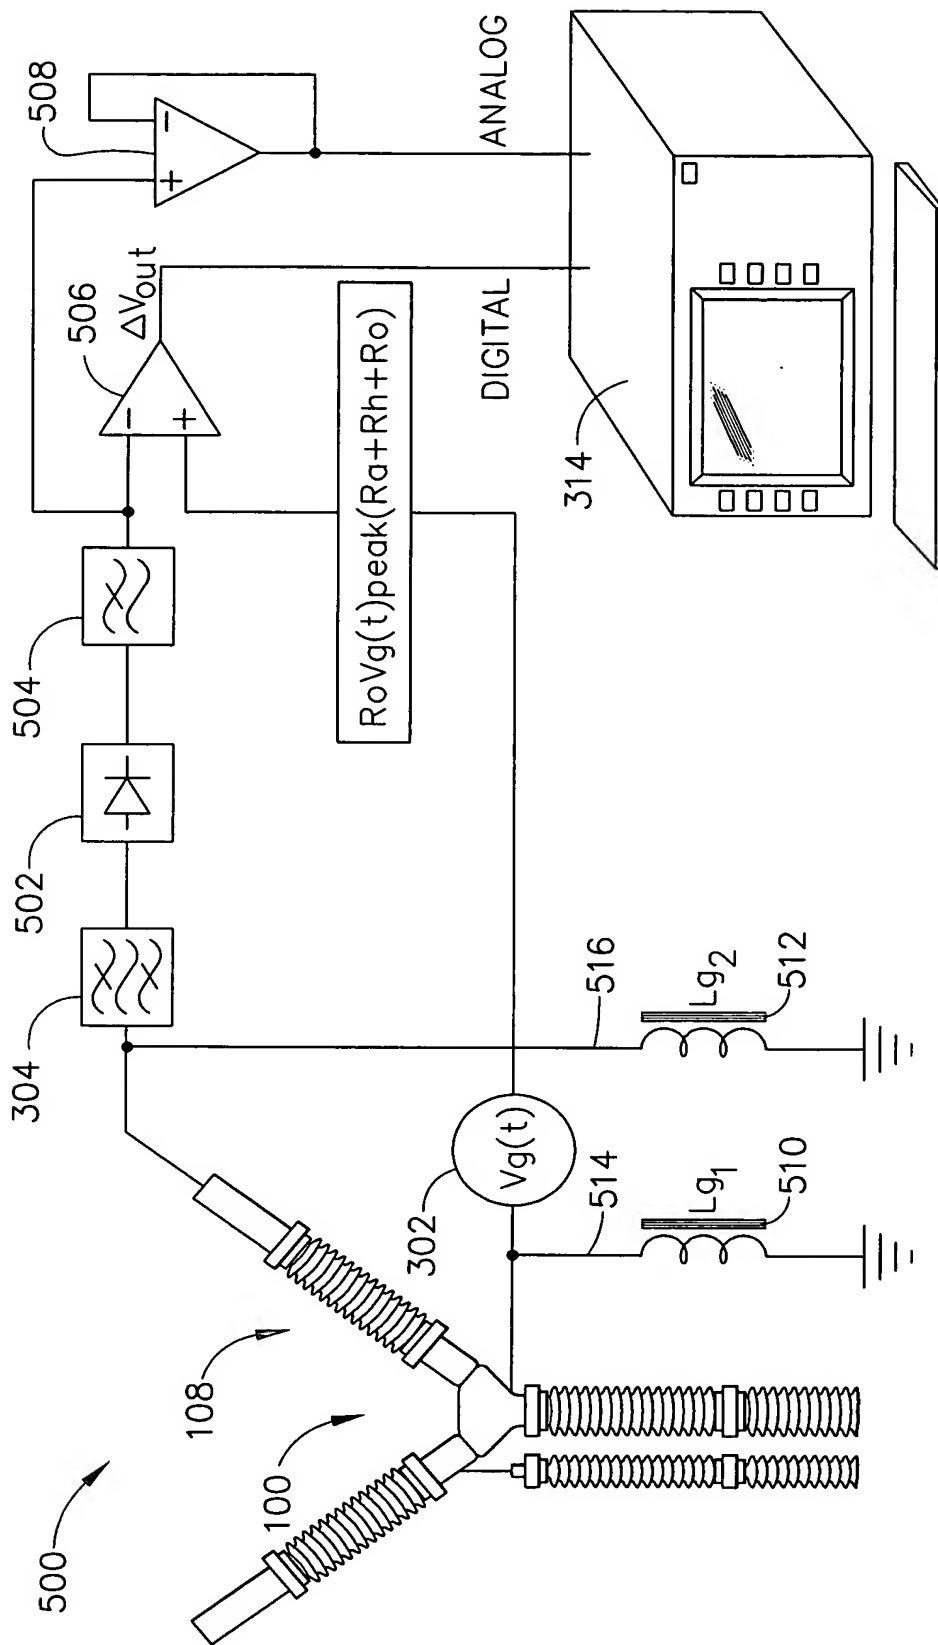 500
100
108
304
502
504
506
ΔVout
508
+
−
−
+
RoVg(t)peak(Ra+Rh+Ro)
DIGITAL
ANALOG
314
302
Vg(t)
514
Lg1
510
516
Lg2
512